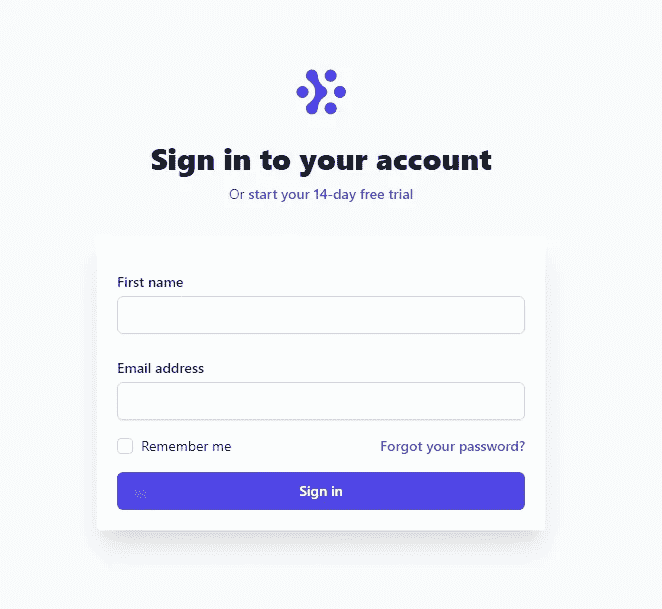 Sign in to your account
Or start your 14-day free trial
First name
Email address
Remember me Forgot your password?
Sign in